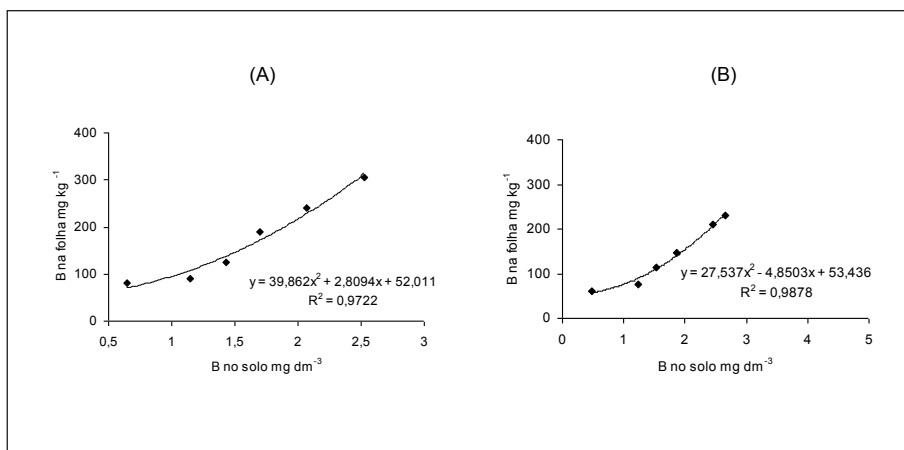 (A)
400
300
200
100
0
B na folha mg kg⁻¹
y = 39,862x² + 2,8094x + 52,011
R² = 0,9722
0,5 1 1,5 2 2,5 3
B no solo mg dm⁻³
(B)
400
300
200
100
0
B na folha mg kg⁻¹
y = 27,537x² - 4,8503x + 53,436
R² = 0,9878
0 1 2 3 4 5
B no solo mg dm⁻³